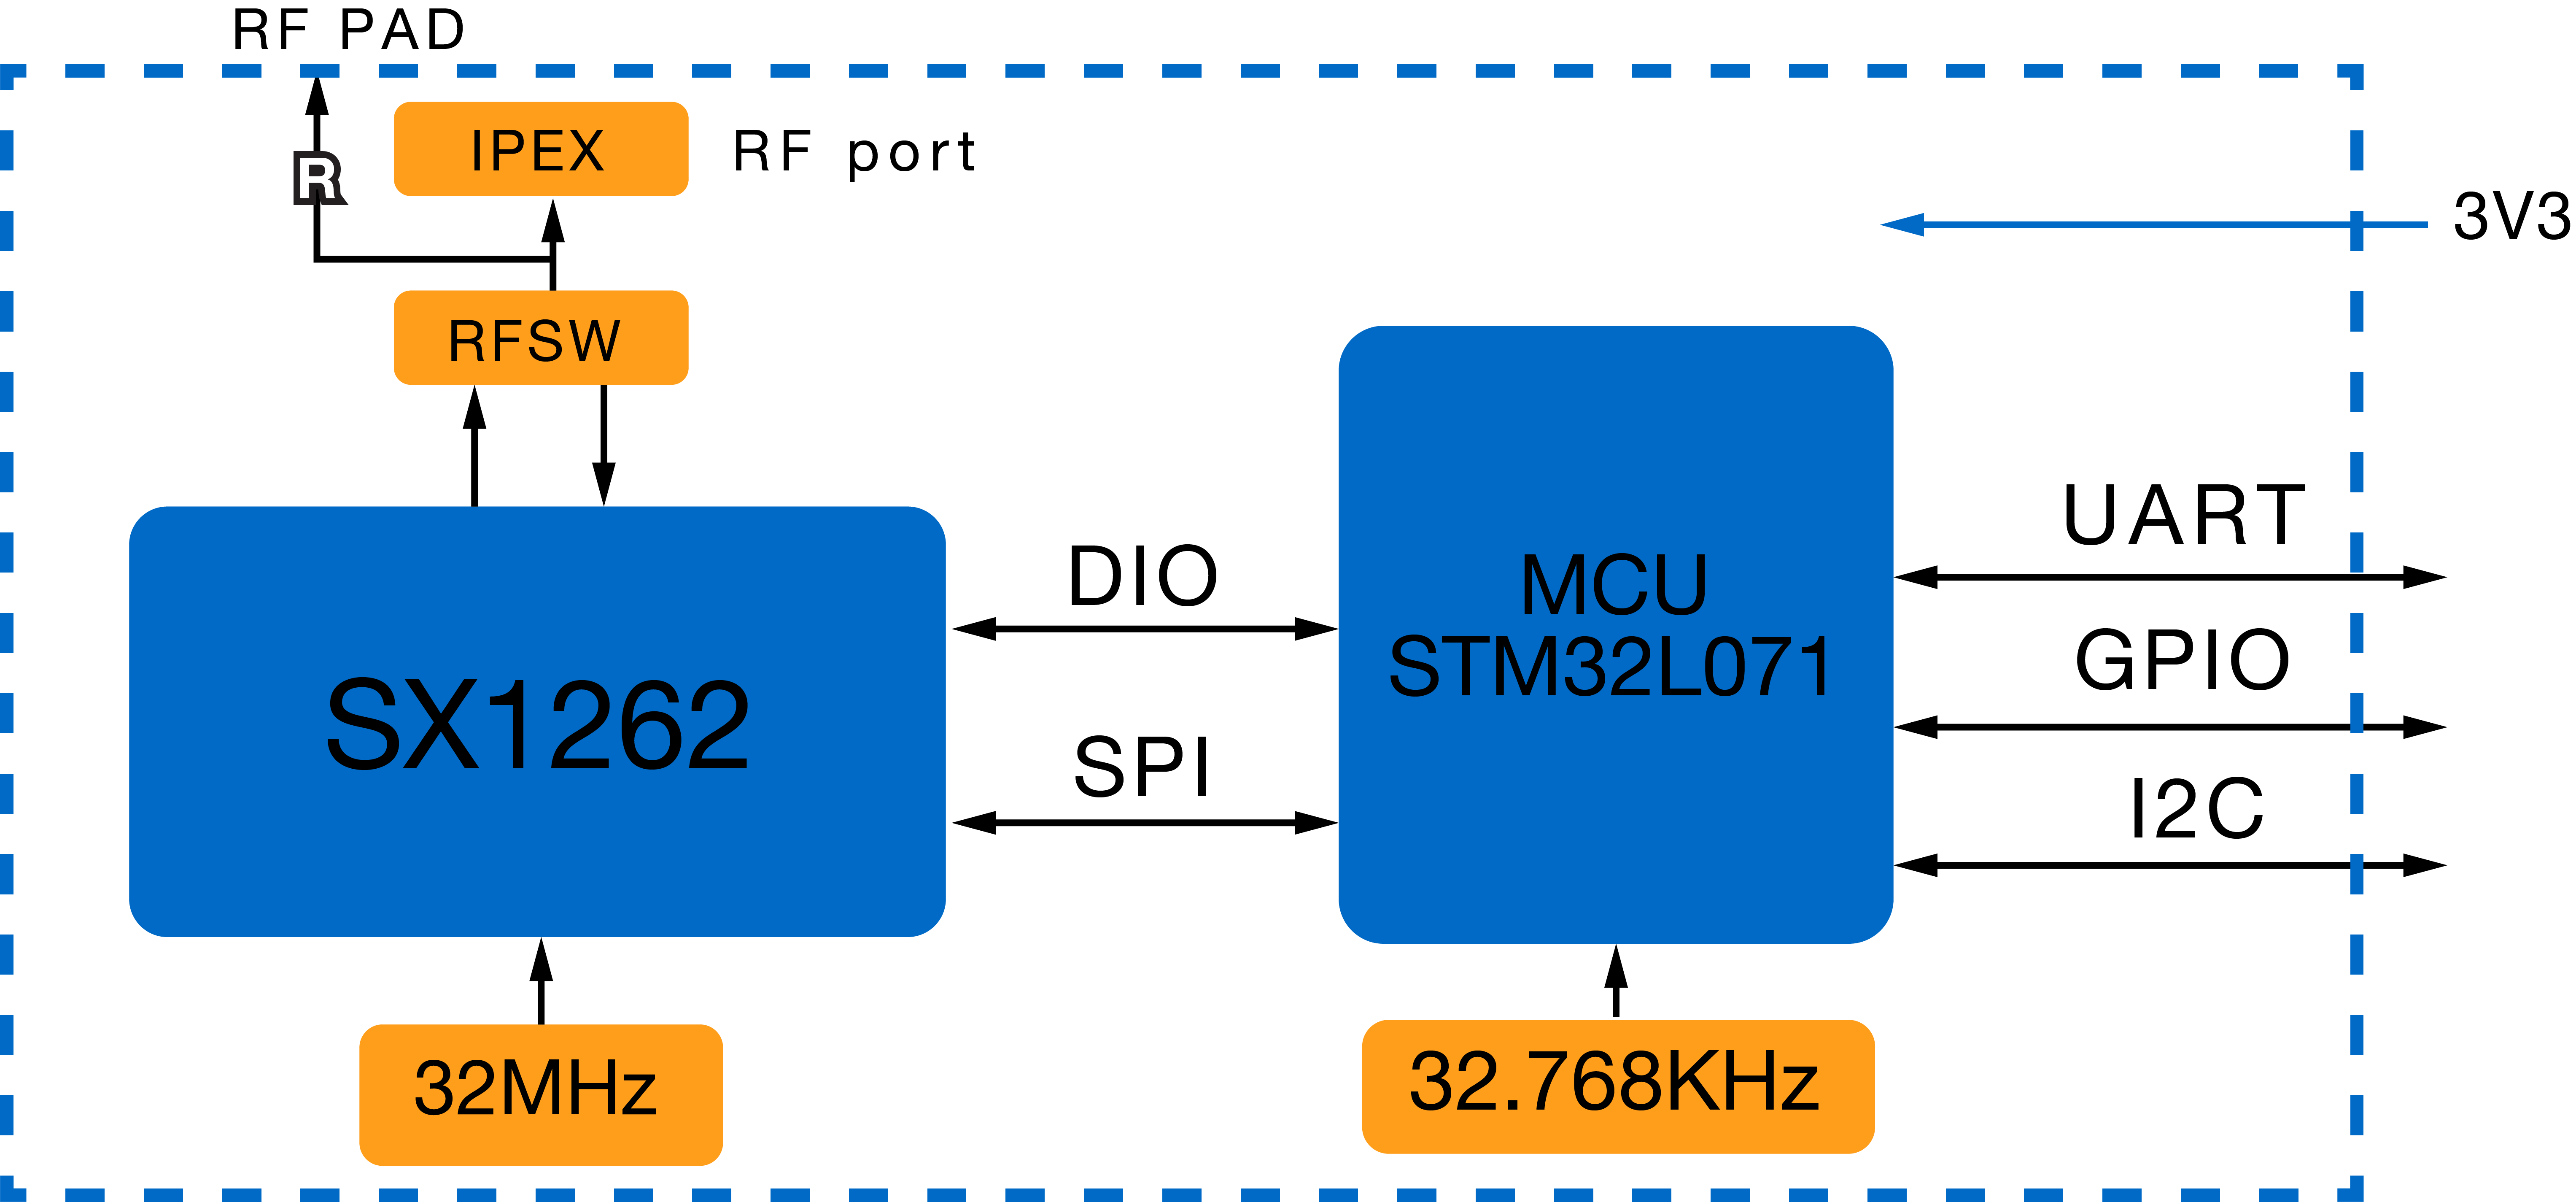 RF PAD
IPEX
RF port
R
3V3
RFSW
UART
DIO
MCU
STM32L071
GPIO
SX1262
SPI
I2C
32MHz
32.768KHz